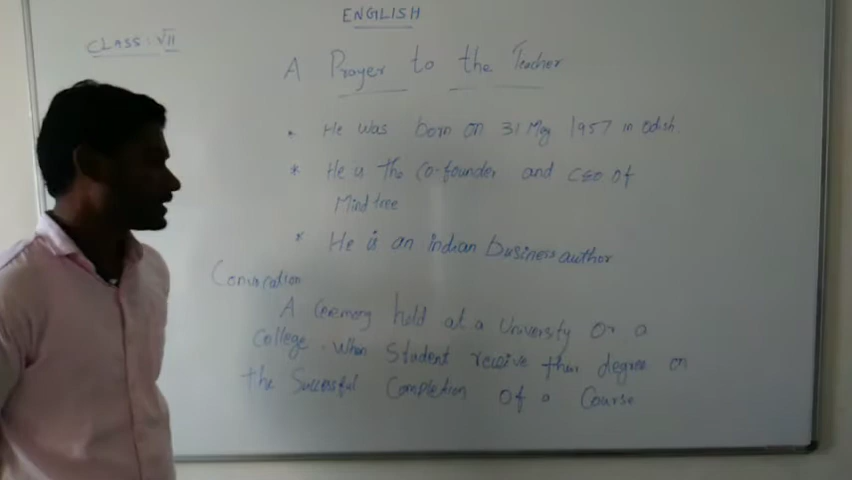 ENGLISH
CLASS : VII
A Prayer to the Teacher
* He was born on 31 May 1957 in Odish.
* He is the Co-founder and CEO of
Mindtree
* He is an indian business author
Convocation
A ceremony held at a University Or a
College. When Student receive their degree on
the Successful Completion Of a Course